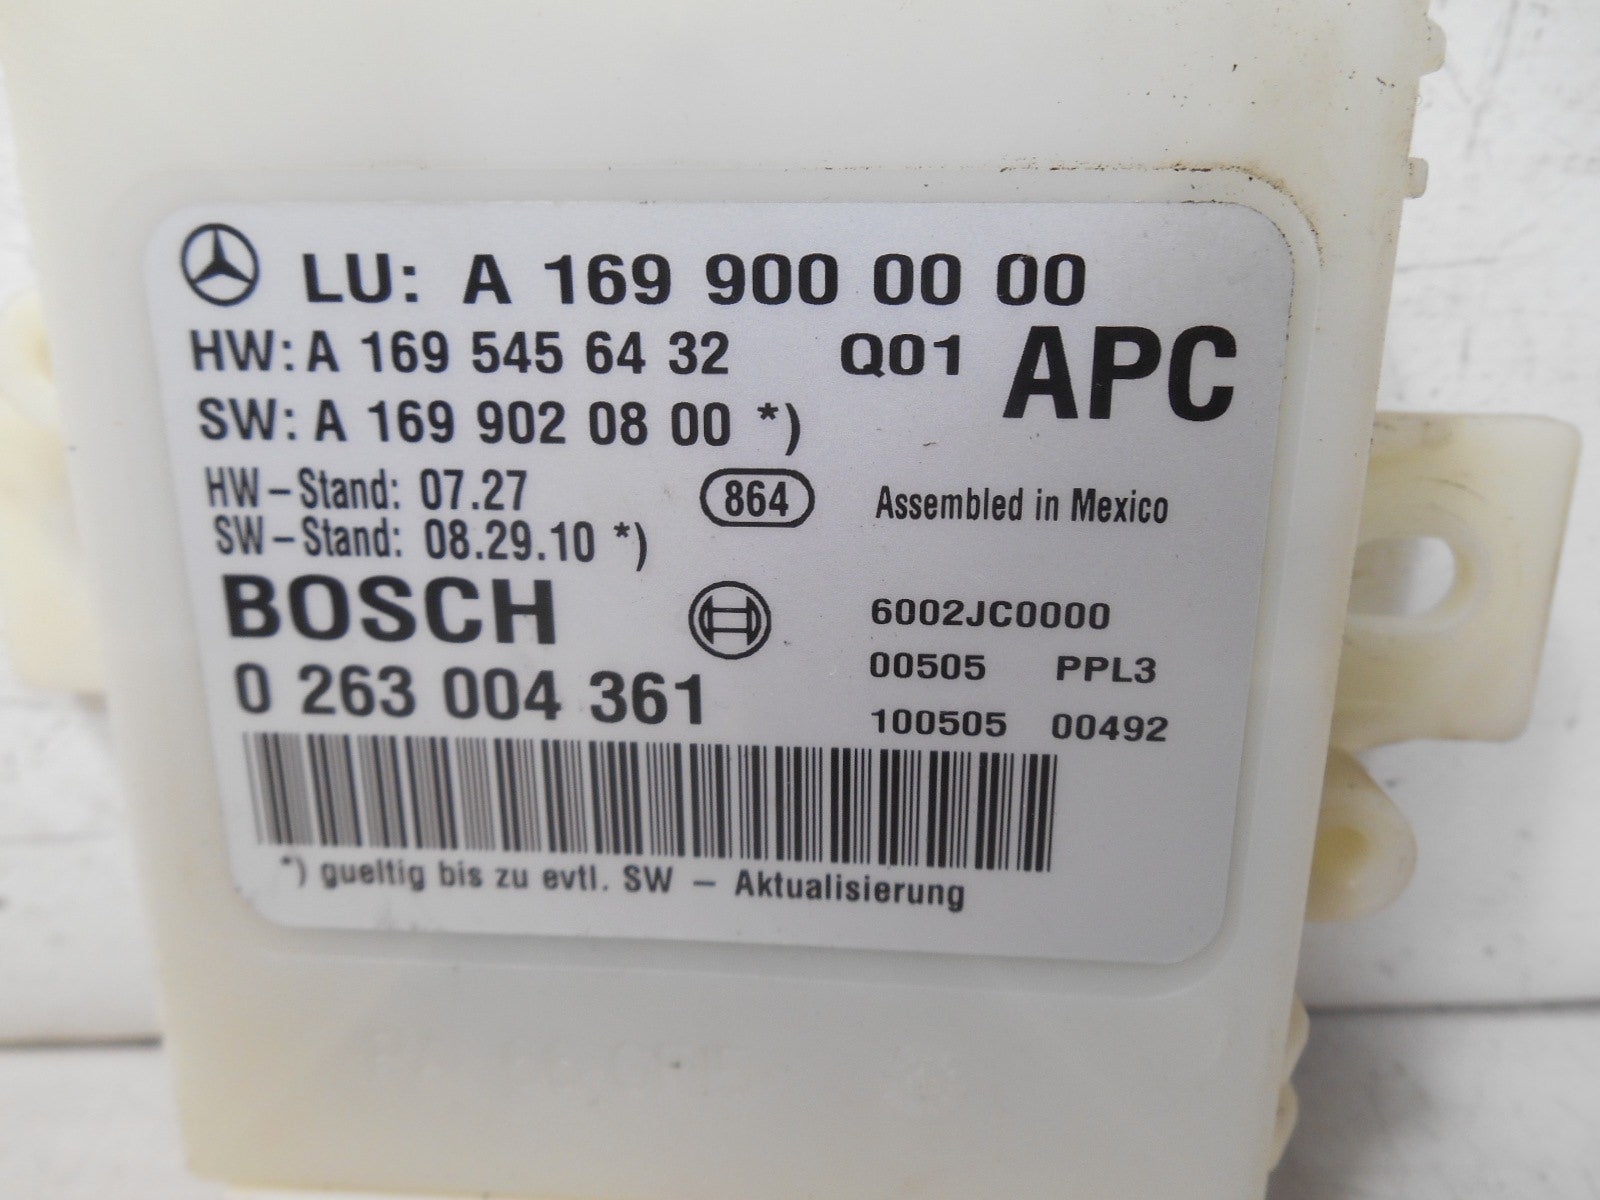 LU: A 169 900 00 00
HW: A 169 545 64 32 Q01 APC
SW: A 169 902 08 00 *)
HW-Stand: 07.27 864 Assembled in Mexico
SW-Stand: 08.29.10 *)
BOSCH 6002JC0000
0 263 004 361 00505 PPL3
100505 00492
*) gueltig bis zu evtl. SW - Aktualisierung